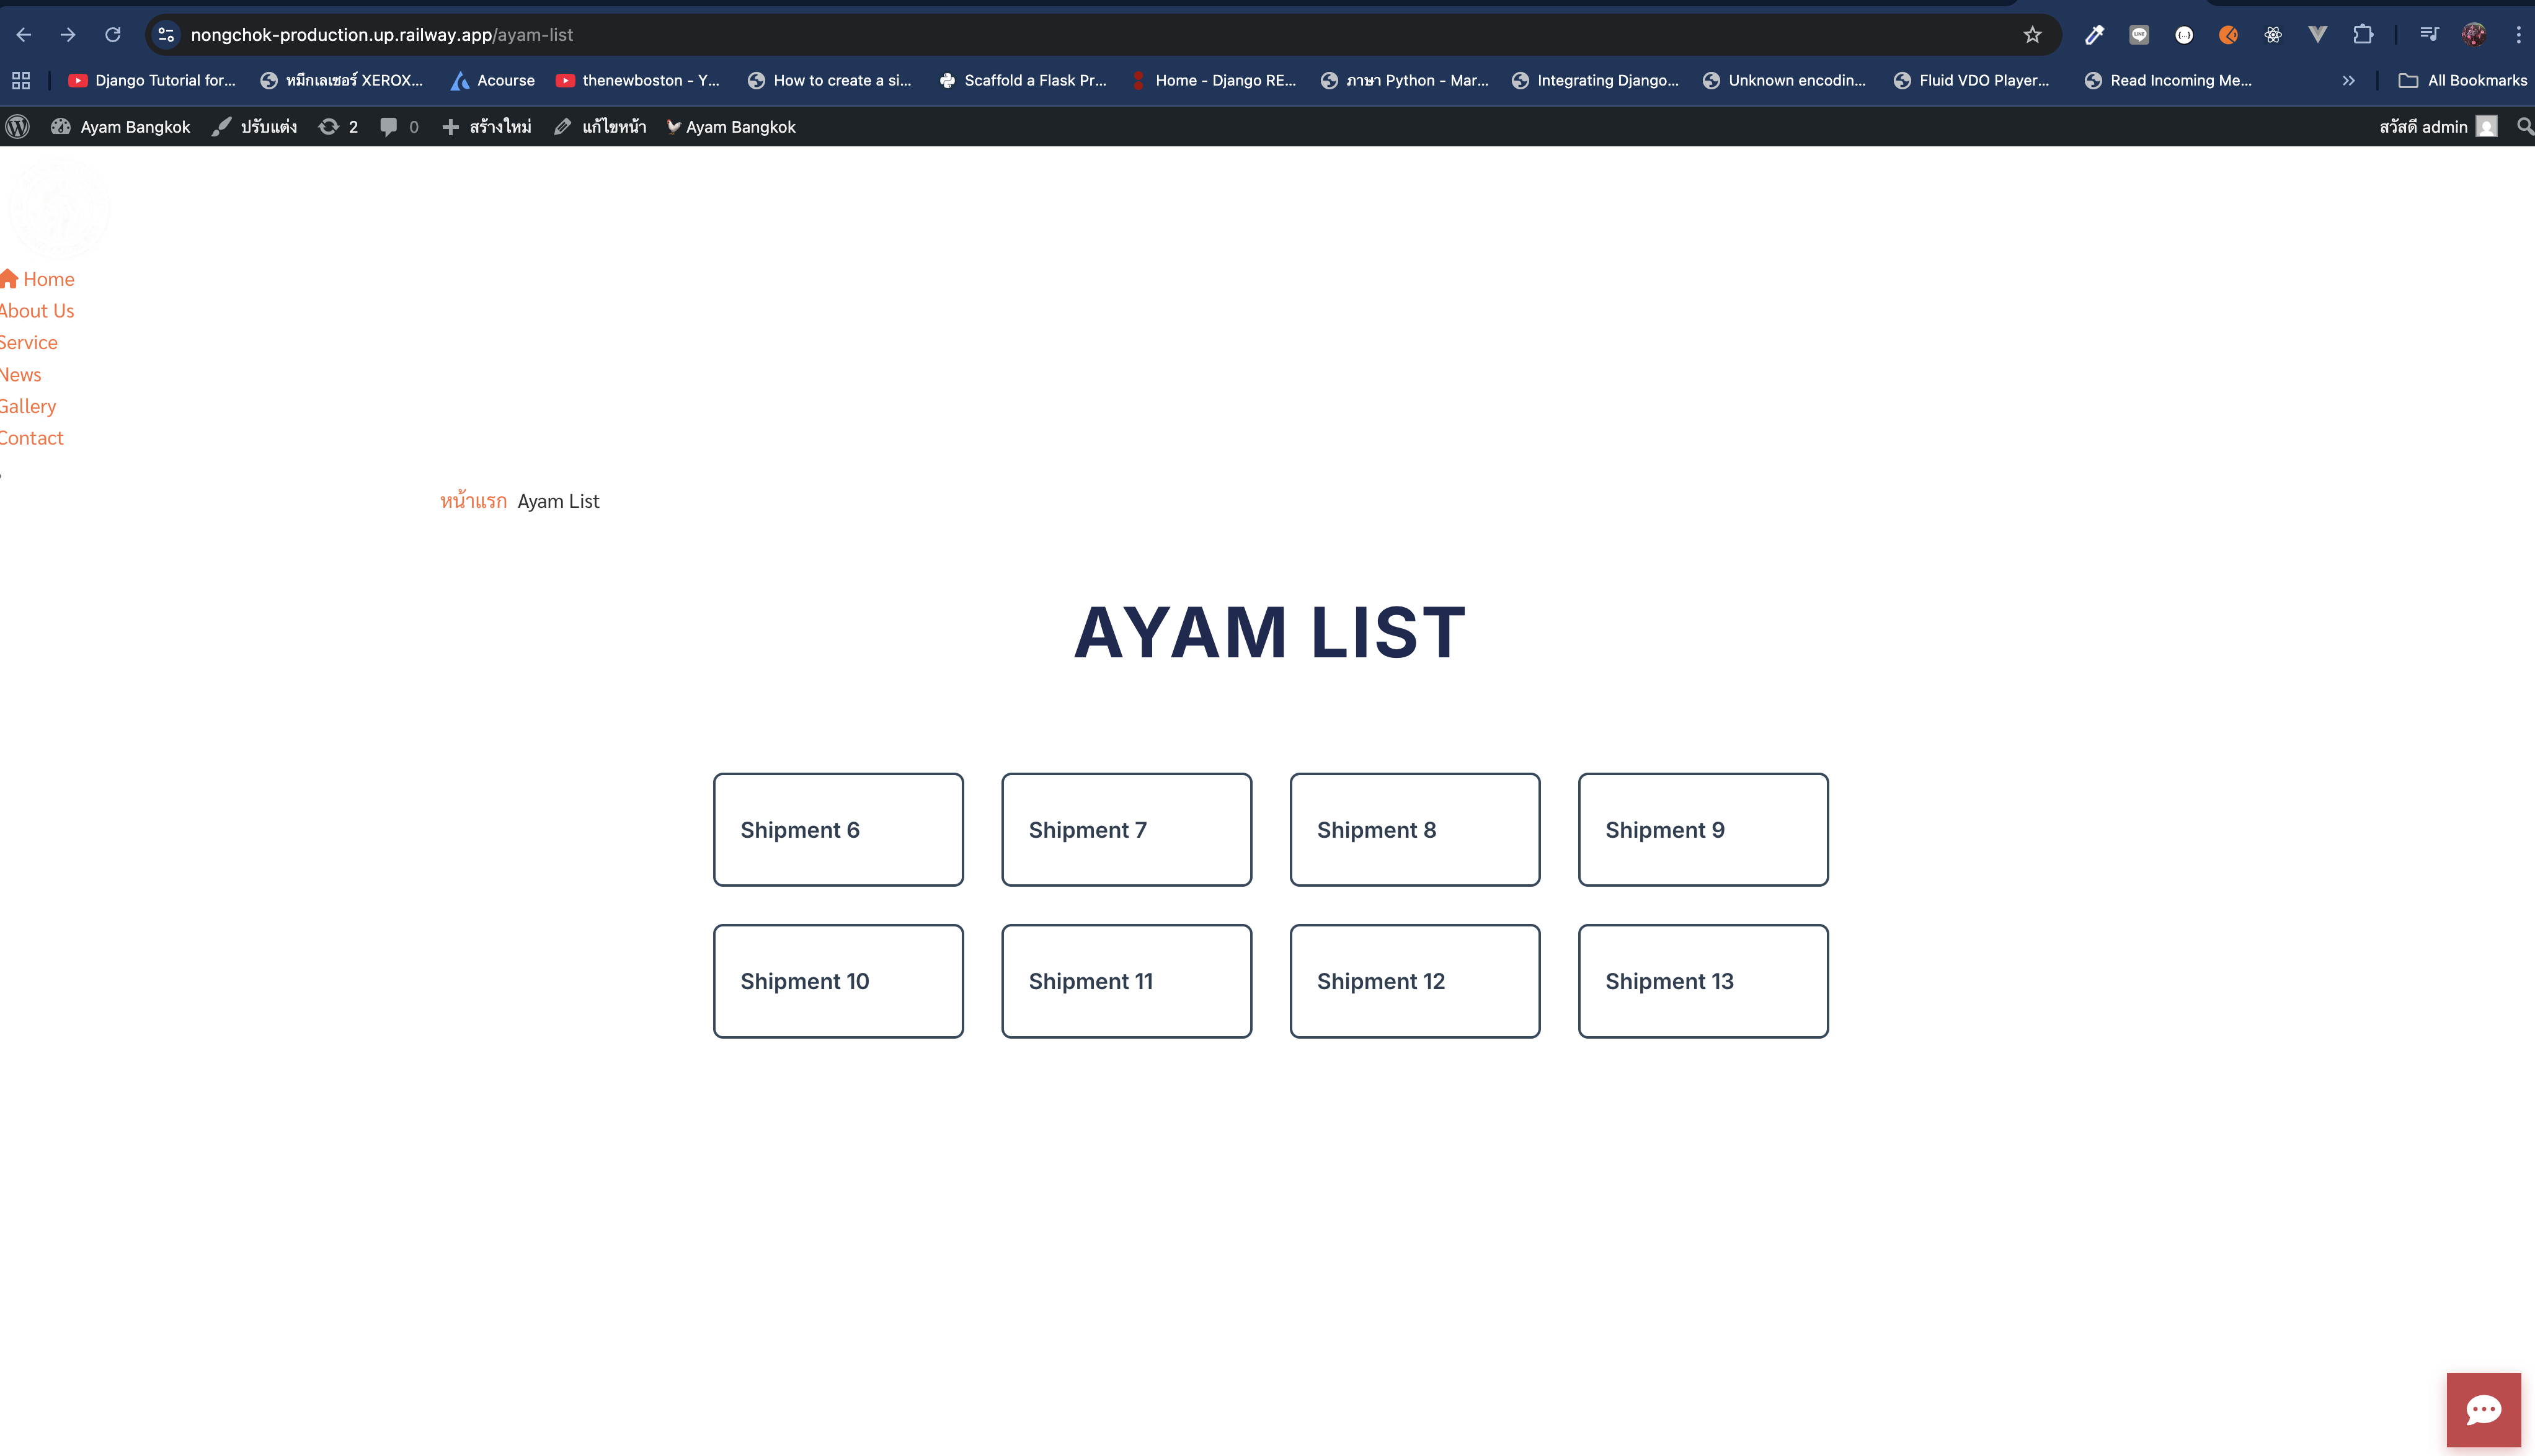 nongchok-production.up.railway.app/ayam-list
Django Tutorial for...
หมึกเลเซอร์ XEROX...
Acourse
thenewboston - Y...
How to create a si...
Scaffold a Flask Pr...
Home - Django RE...
ภาษา Python - Mar...
Integrating Django...
Unknown encodin...
Fluid VDO Player...
Read Incoming Me...
All Bookmarks
Ayam Bangkok
ปรับแต่ง
2
0
สร้างใหม่
แก้ไขหน้า
Ayam Bangkok
สวัสดี admin
Home
About Us
Service
News
Gallery
Contact
หน้าแรก Ayam List
AYAM LIST
Shipment 6
Shipment 7
Shipment 8
Shipment 9
Shipment 10
Shipment 11
Shipment 12
Shipment 13